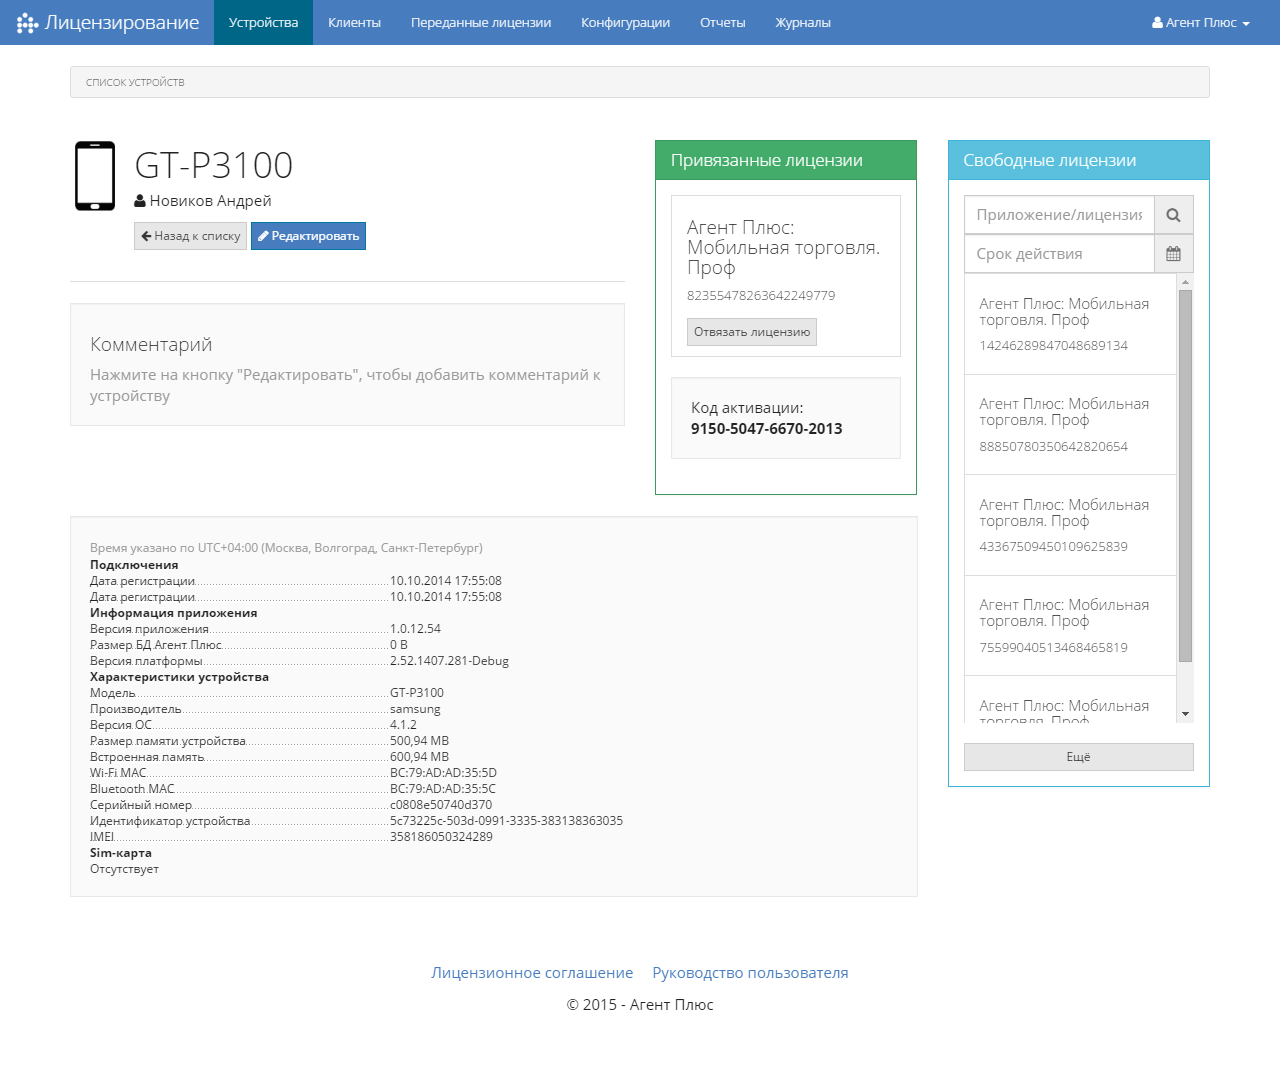 Лицензирование
Устройства
Клиенты
Переданные лицензии
Конфигурации
Отчеты
Журналы
Агент Плюс
СПИСОК УСТРОЙСТВ
GT-P3100
Новиков Андрей
Назад к списку
Редактировать
Комментарий
Нажмите на кнопку "Редактировать", чтобы добавить комментарий к
устройству
Привязанные лицензии
Агент Плюс:
Мобильная торговля.
Проф
82355478263642249779
Отвязать лицензию
Код активации:
9150-5047-6670-2013
Свободные лицензии
Приложение/лицензия
Срок действия
Агент Плюс: Мобильная
торговля. Проф
14246289847048689134
Агент Плюс: Мобильная
торговля. Проф
88850780350642820654
Агент Плюс: Мобильная
торговля. Проф
43367509450109625839
Агент Плюс: Мобильная
торговля. Проф
75599040513468465819
Агент Плюс: Мобильная
торговля. Проф
Ещё
Время указано по UTC+04:00 (Москва, Волгоград, Санкт-Петербург)
Подключения
Дата регистрации 10.10.2014 17:55:08
Дата регистрации 10.10.2014 17:55:08
Информация приложения
Версия приложения 1.0.12.54
Размер БД Агент Плюс 0 B
Версия платформы 2.52.1407.281-Debug
Характеристики устройства
Модель GT-P3100
Производитель samsung
Версия ОС 4.1.2
Размер памяти устройства 500,94 MB
Встроенная память 600,94 MB
Wi-Fi MAC BC:79:AD:AD:35:5D
Bluetooth MAC BC:79:AD:AD:35:5C
Серийный номер c0808e50740d370
Идентификатор устройства 5c73225c-503d-0991-3335-383138363035
IMEI 358186050324289
Sim-карта
Отсутствует
Лицензионное соглашение Руководство пользователя
© 2015 - Агент Плюс